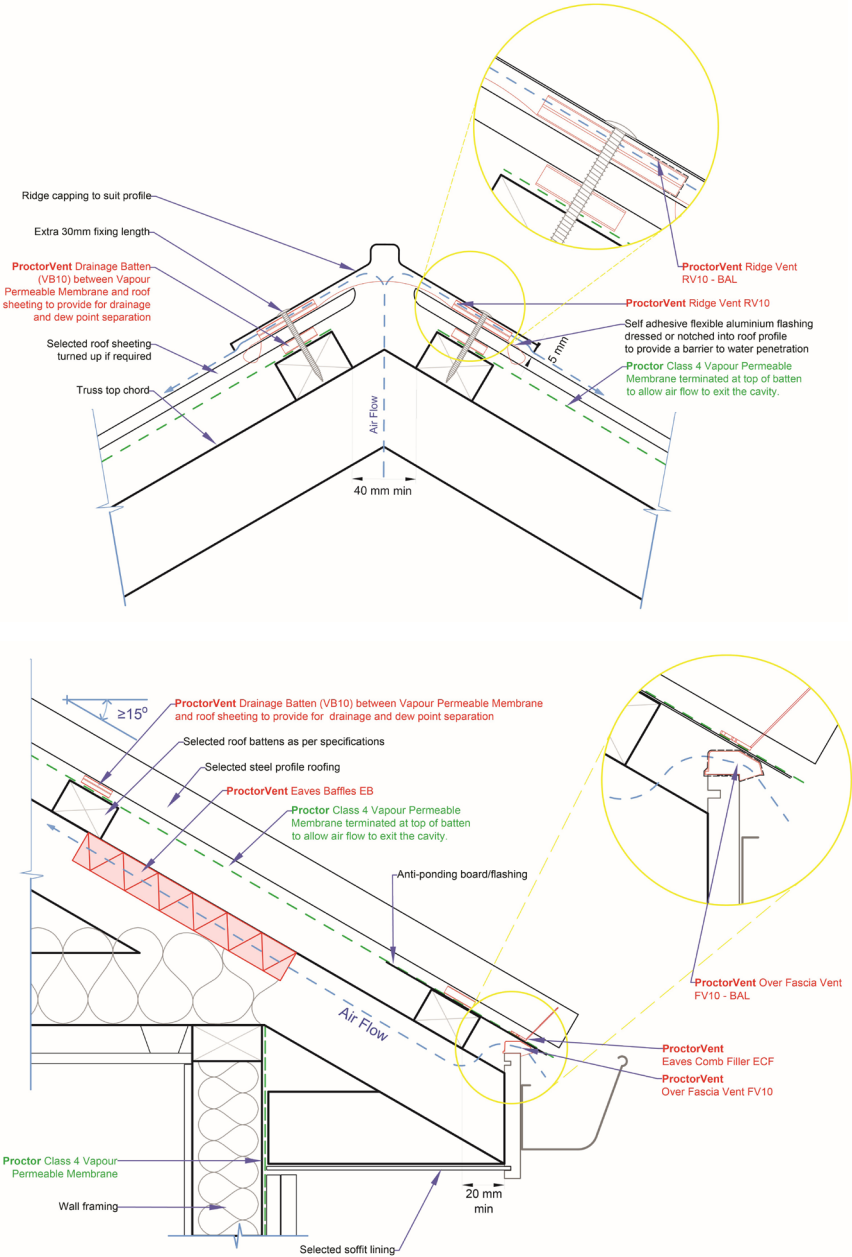 Ridge capping to suit profile
Extra 30mm fixing length
ProctorVent Drainage Batten
(VB10) between Vapour
Permeable Membrane and roof
sheeting to provide for drainage
and dew point separation
Selected roof sheeting
turned up if required
Truss top chord
ProctorVent Ridge Vent
RV10 - BAL
ProctorVent Ridge Vent RV10
Self adhesive flexible aluminium flashing
dressed or notched into roof profile
to provide a barrier to water penetration
5 mm
Proctor Class 4 Vapour Permeable
Membrane terminated at top of batten
to allow air flow to exit the cavity.
Air Flow
40 mm min
≥15°
ProctorVent Drainage Batten (VB10) between Vapour Permeable Membrane
and roof sheeting to provide for drainage and dew point separation
Selected roof battens as per specifications
Selected steel profile roofing
ProctorVent Eaves Baffles EB
Proctor Class 4 Vapour Permeable
Membrane terminated at top of batten
to allow air flow to exit the cavity.
Anti-ponding board/flashing
ProctorVent Over Fascia Vent
FV10 - BAL
Air Flow
ProctorVent
Eaves Comb Filler ECF
ProctorVent
Over Fascia Vent FV10
Proctor Class 4 Vapour
Permeable Membrane
Wall framing
20 mm
min
Selected soffit lining